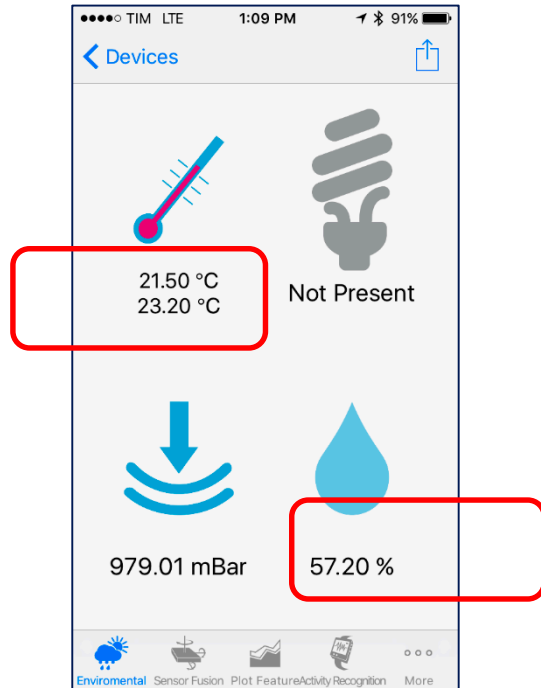 TIM LTE 1:09 PM 91%
Devices
21.50 °C
23.20 °C
Not Present
979.01 mBar
57.20 %
Enviromental Sensor Fusion Plot Feature Activity Recognition More